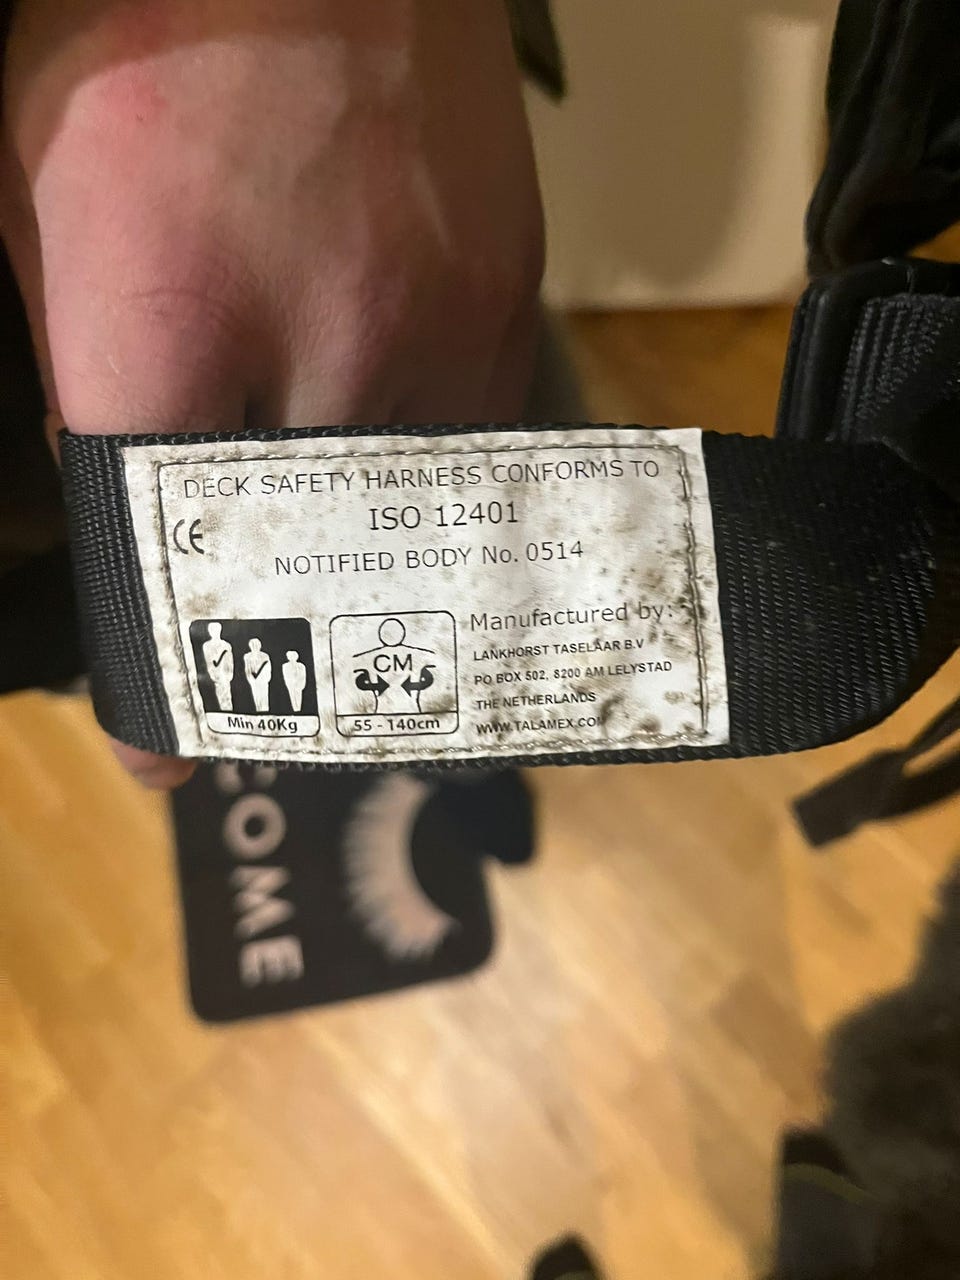 DECK SAFETY HARNESS CONFORMS TO
ISO 12401
CE
NOTIFIED BODY No. 0514
Manufactured by:
LANKHORST TASELAAR B.V
PO BOX 502, 8200 AM LELYSTAD
THE NETHERLANDS
WWW.TALAMEX.COM
Min 40Kg
CM
55 - 140cm
COME